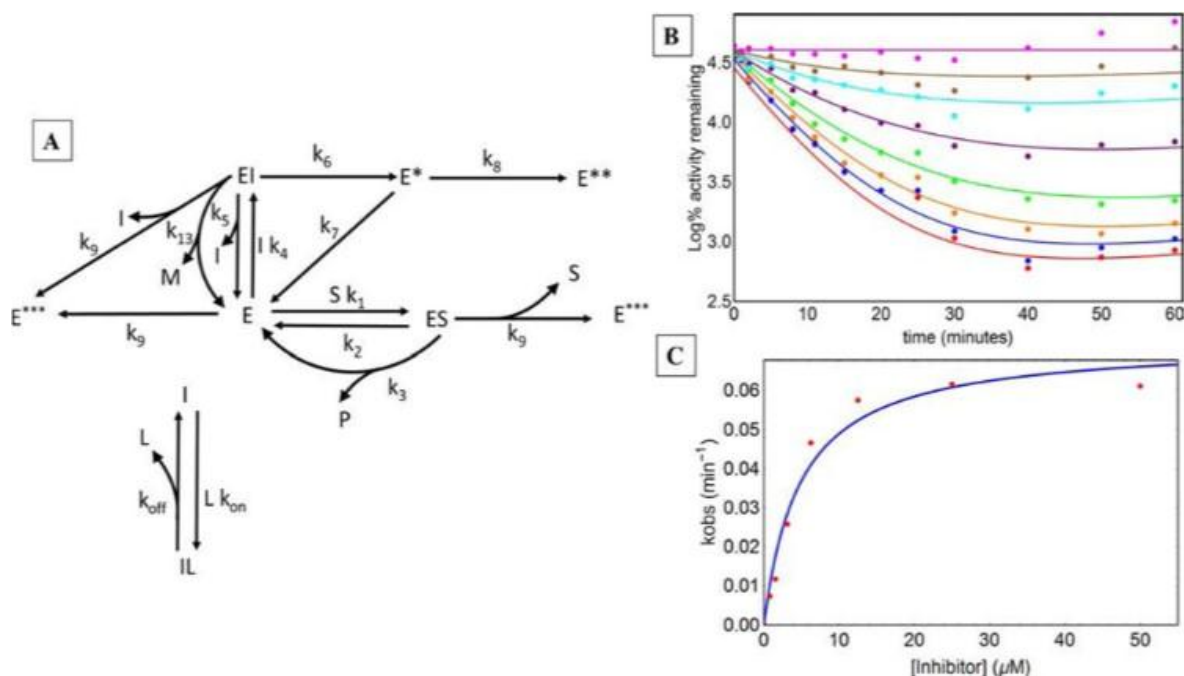 A
EI
k6
E*
k8
E**
I
k9
k13
k5
I
M
I k4
k7
E***
k9
E
S k1
k2
ES
S
k9
E***
k3
P
I
L
koff
L kon
IL
B
Log% activity remaining
4.5
4.0
3.5
3.0
2.5
0 10 20 30 40 50 60
time (minutes)
C
kobs (min⁻¹)
0.06
0.05
0.04
0.03
0.02
0.01
0.00
0 10 20 30 40 50
[Inhibitor] (μM)